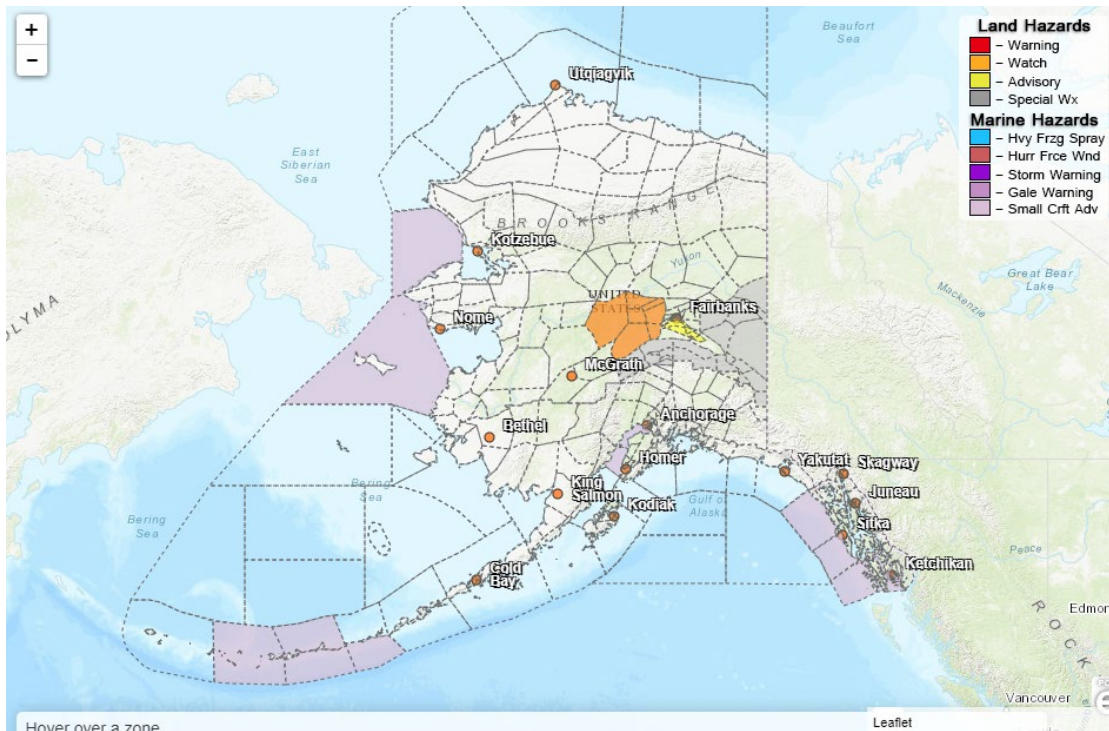 +
−
Land Hazards
– Warning
– Watch
– Advisory
– Special Wx
Marine Hazards
– Hvy Frzg Spray
– Hurr Frce Wnd
– Storm Warning
– Gale Warning
– Small Crft Adv
Beaufort
Sea
Utqiagvik
East
Siberian
Sea
BROOKS RANGE
Kotzebue
Yukon
Great Bear
Lake
Mackenzie
OLYMA
UNITED
STATES
Fairbanks
Nome
McGrath
Anchorage
Bethel
Homer
Yakutat
Skagway
King
Salmon
Bering
Sea
Juneau
Kodiak
Gulf of
Alaska
Bering
Sea
Sitka
Peace
Cold
Bay
Ketchikan
Edmon
ROCK
Vancouver
Hover over a zone
Leaflet